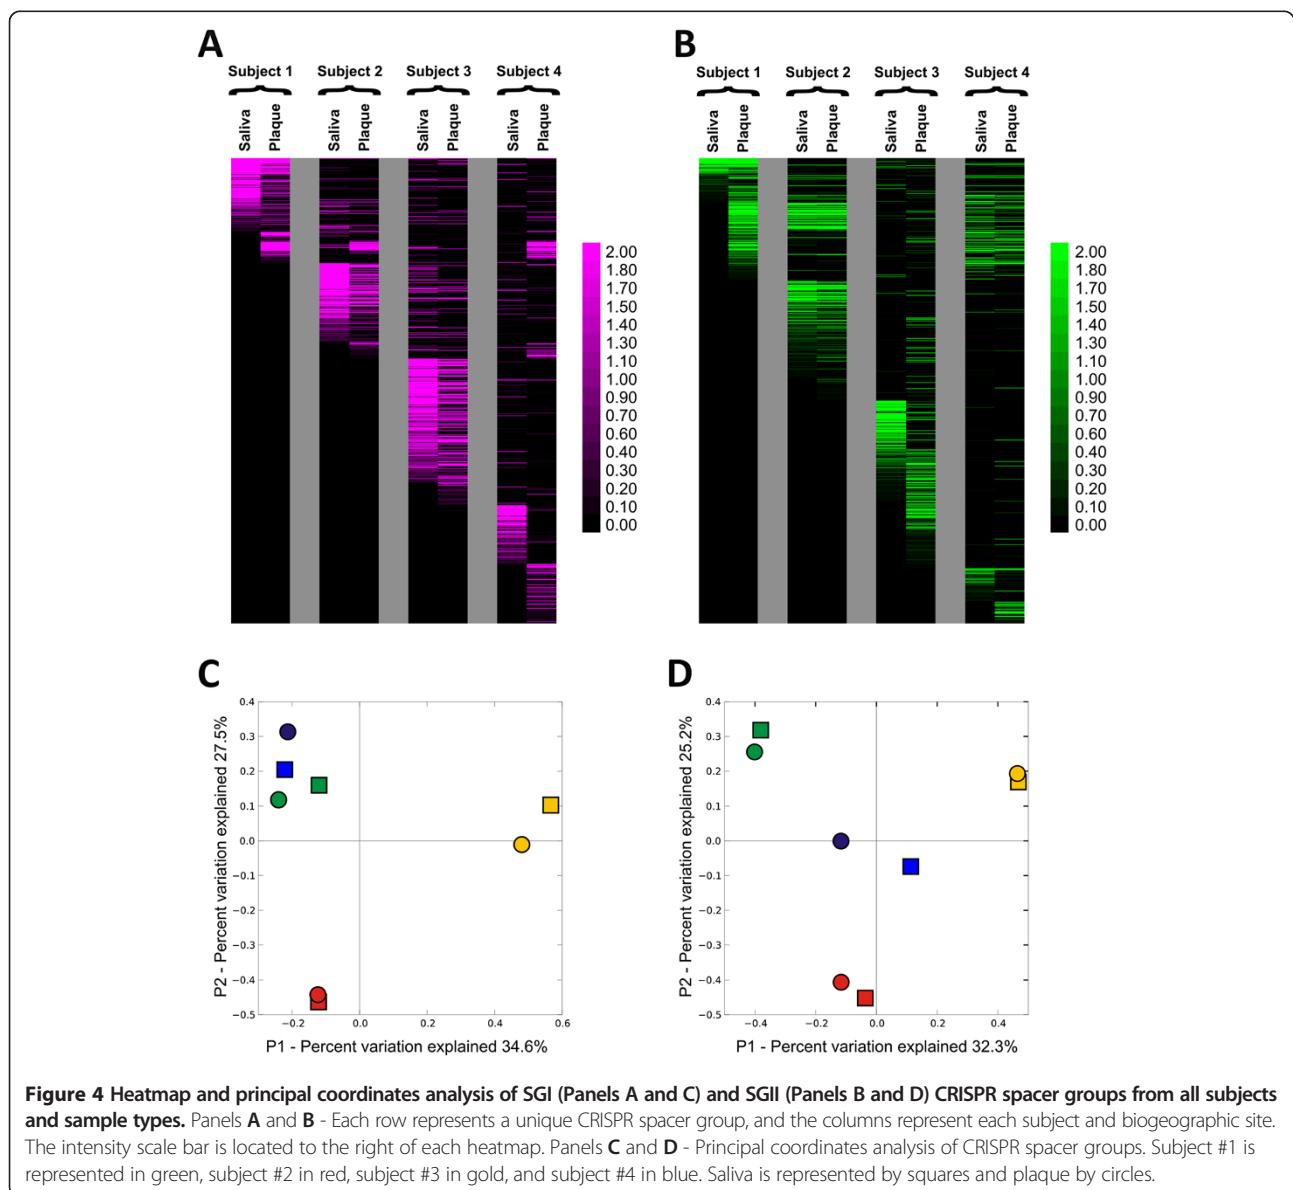 A
B
Subject 1
Subject 2
Subject 3
Subject 4
Subject 1
Subject 2
Subject 3
Subject 4
Saliva
Plaque
Saliva
Plaque
Saliva
Plaque
Saliva
Plaque
Saliva
Plaque
Saliva
Plaque
Saliva
Plaque
Saliva
Plaque
2.00
1.80
1.70
1.50
1.40
1.30
1.10
1.00
0.90
0.70
0.60
0.40
0.30
0.20
0.10
0.00
2.00
1.80
1.70
1.50
1.40
1.30
1.10
1.00
0.90
0.70
0.60
0.40
0.30
0.20
0.10
0.00
C
P2 - Percent variation explained 27.5%
0.4
0.3
0.2
0.1
0.0
−0.1
−0.2
−0.3
−0.4
−0.5
−0.2
0.0
0.2
0.4
0.6
P1 - Percent variation explained 34.6%
D
P2 - Percent variation explained 25.2%
0.4
0.3
0.2
0.1
0.0
−0.1
−0.2
−0.3
−0.4
−0.5
−0.4
−0.2
0.0
0.2
0.4
P1 - Percent variation explained 32.3%
Figure 4 Heatmap and principal coordinates analysis of SGI (Panels A and C) and SGII (Panels B and D) CRISPR spacer groups from all subjects
and sample types. Panels A and B - Each row represents a unique CRISPR spacer group, and the columns represent each subject and biogeographic site.
The intensity scale bar is located to the right of each heatmap. Panels C and D - Principal coordinates analysis of CRISPR spacer groups. Subject #1 is
represented in green, subject #2 in red, subject #3 in gold, and subject #4 in blue. Saliva is represented by squares and plaque by circles.